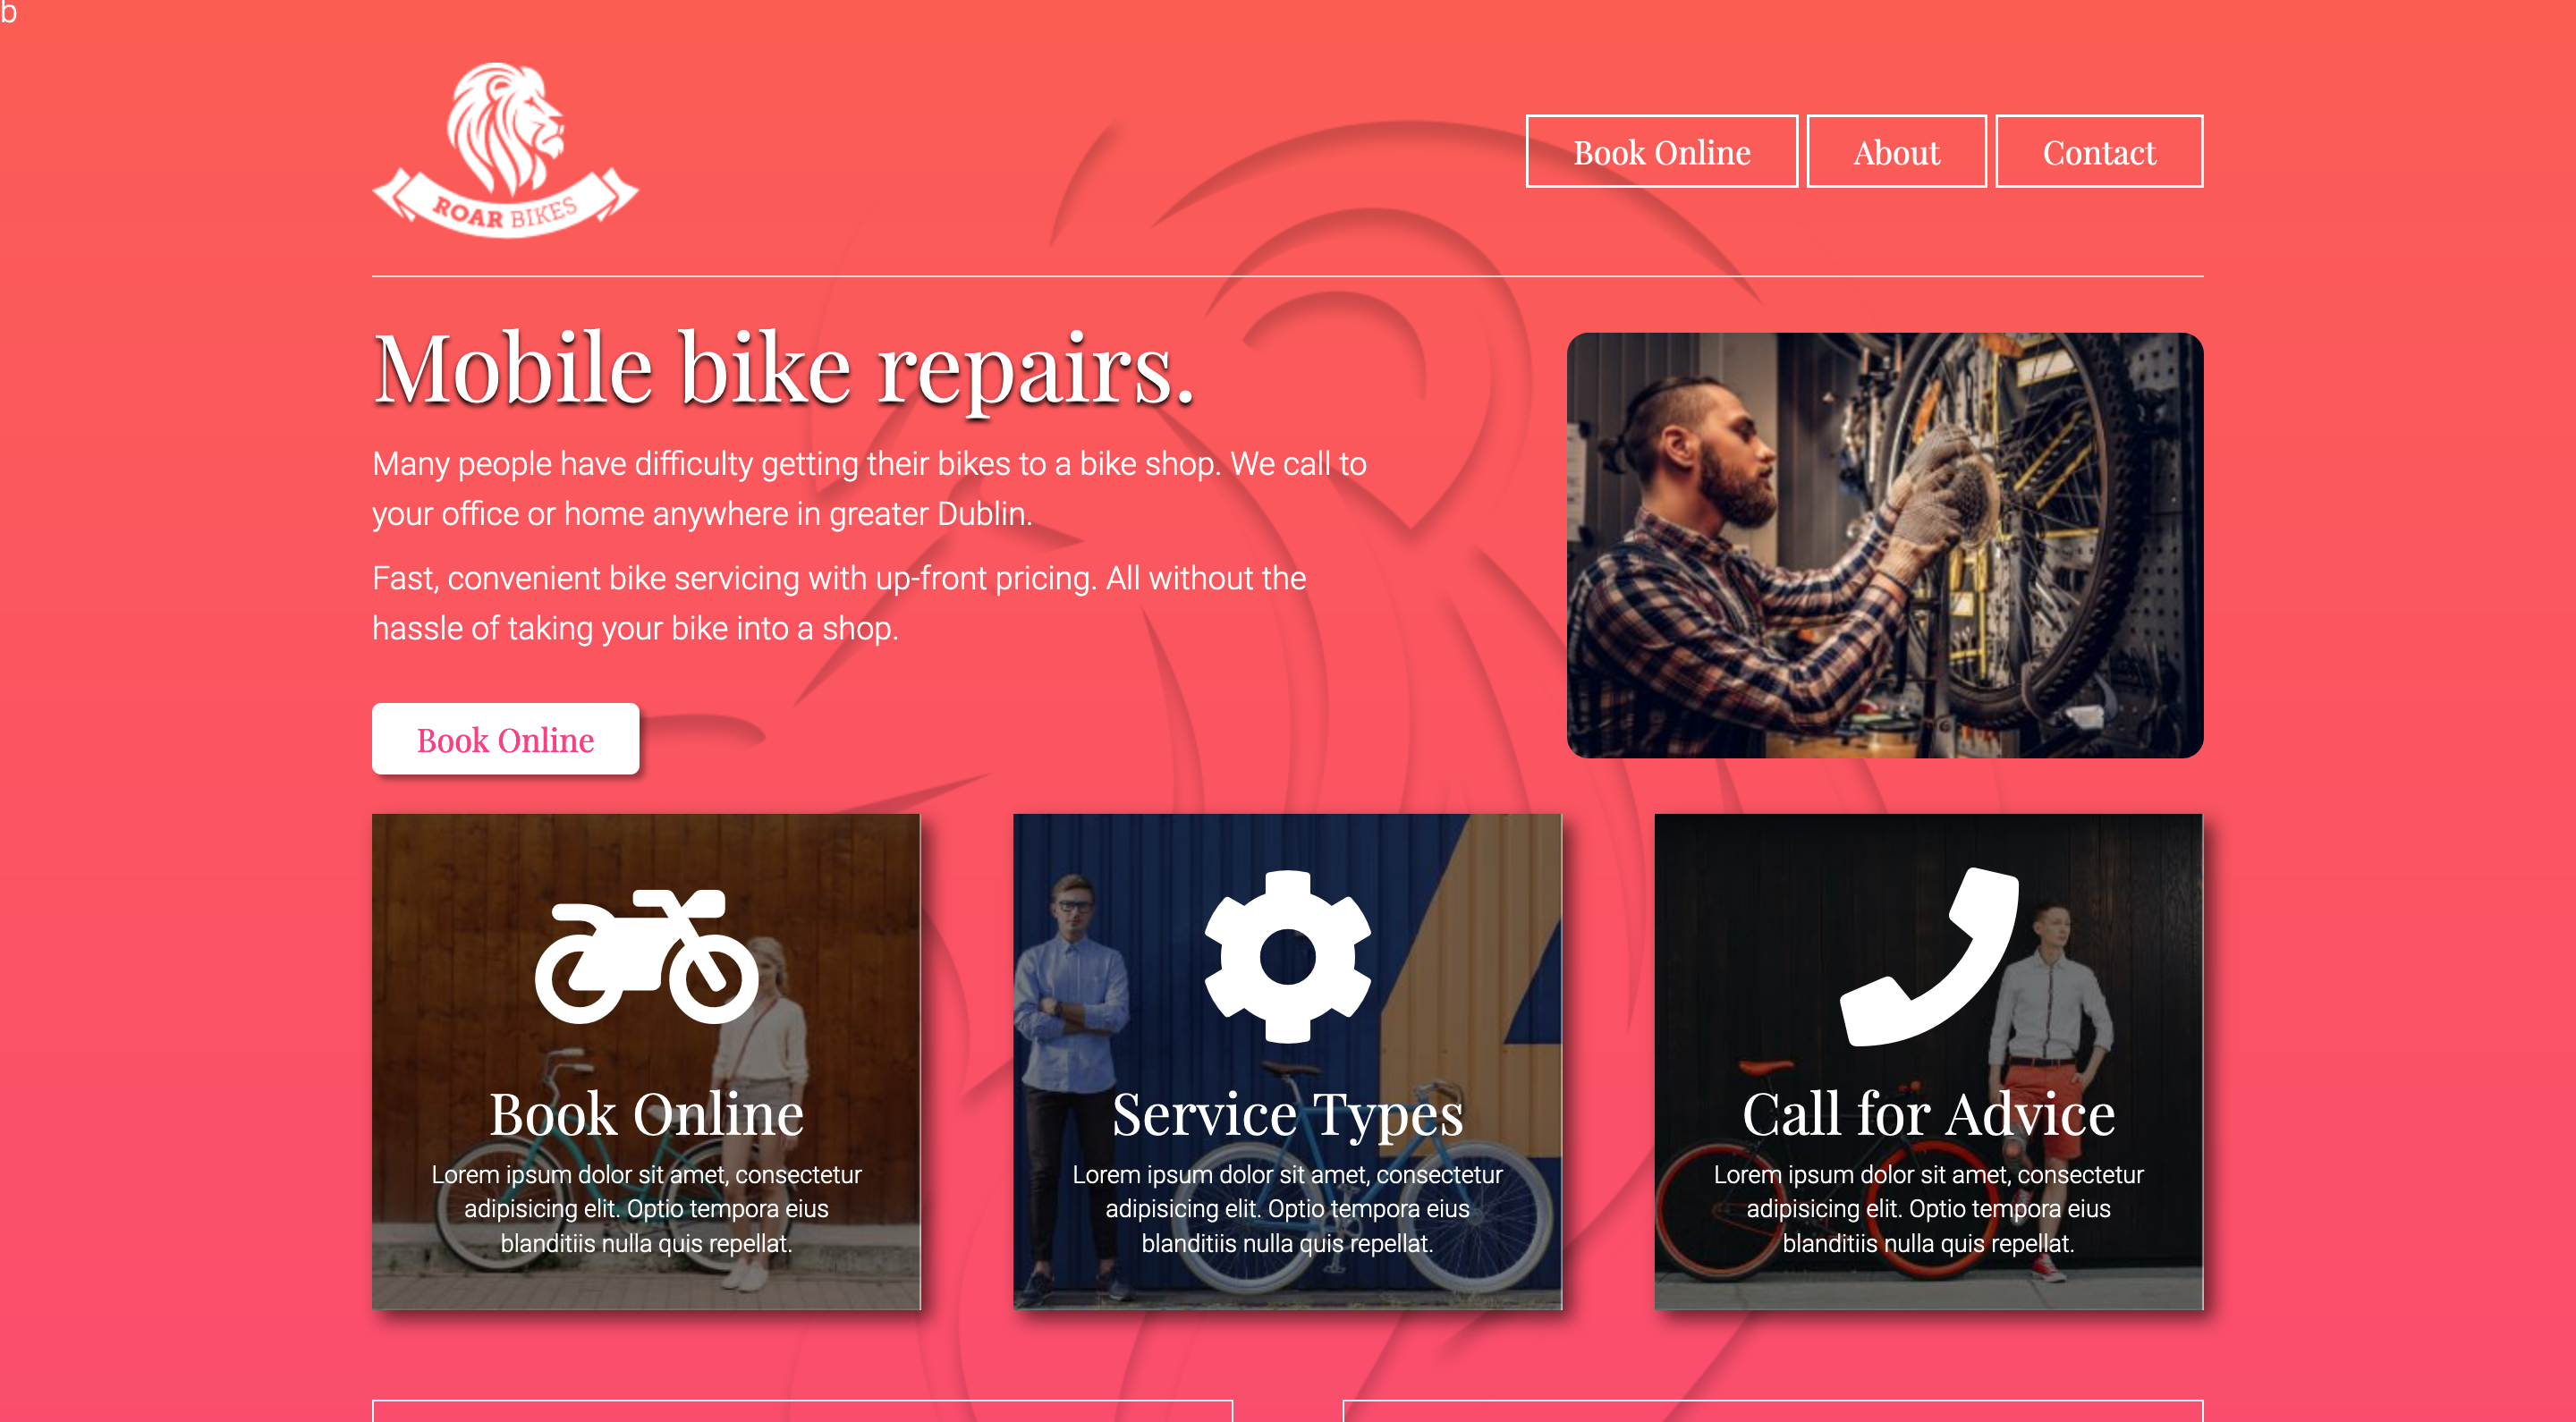 b
ROAR BIKES
Book Online
About
Contact
Mobile bike repairs.
Many people have difficulty getting their bikes to a bike shop. We call to
your office or home anywhere in greater Dublin.
Fast, convenient bike servicing with up-front pricing. All without the
hassle of taking your bike into a shop.
Book Online
Book Online
Lorem ipsum dolor sit amet, consectetur
adipisicing elit. Optio tempora eius
blanditiis nulla quis repellat.
Service Types
Lorem ipsum dolor sit amet, consectetur
adipisicing elit. Optio tempora eius
blanditiis nulla quis repellat.
Call for Advice
Lorem ipsum dolor sit amet, consectetur
adipisicing elit. Optio tempora eius
blanditiis nulla quis repellat.